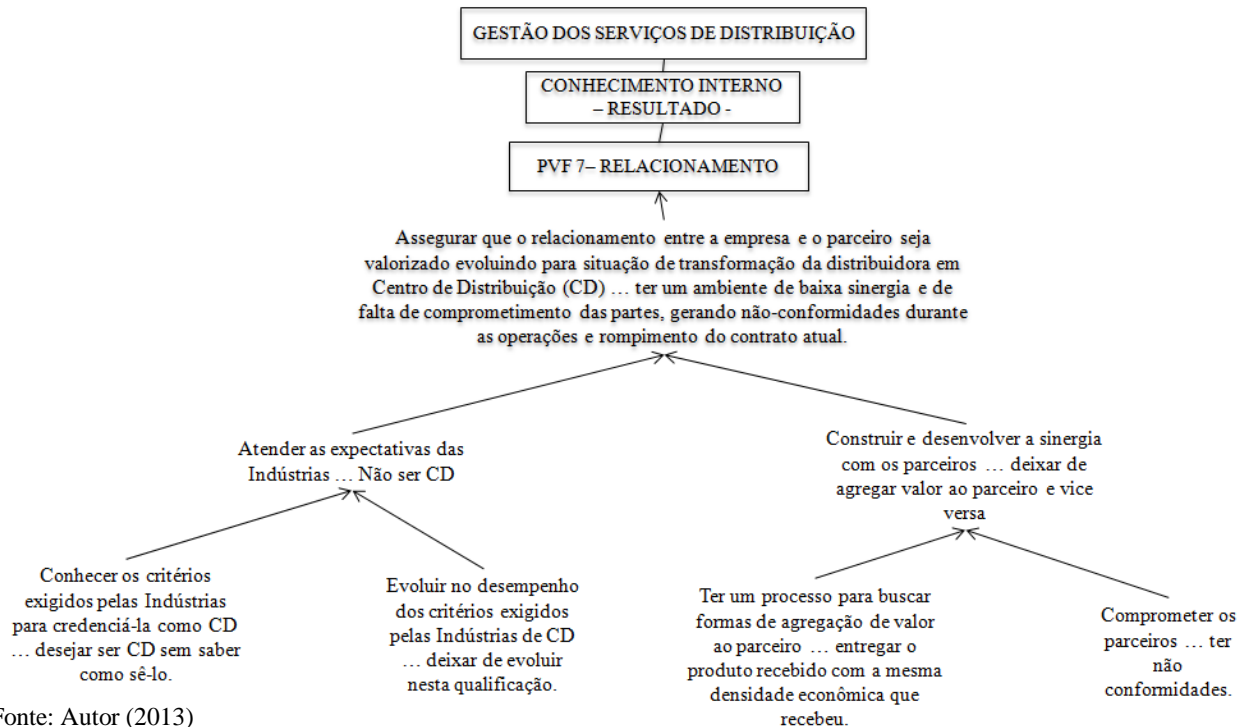 GESTÃO DOS SERVIÇOS DE DISTRIBUIÇÃO
CONHECIMENTO INTERNO
– RESULTADO -
PVF 7– RELACIONAMENTO
Assegurar que o relacionamento entre a empresa e o parceiro seja
valorizado evoluindo para situação de transformação da distribuidora em
Centro de Distribuição (CD) … ter um ambiente de baixa sinergia e de
falta de comprometimento das partes, gerando não-conformidades durante
as operações e rompimento do contrato atual.
Atender as expectativas das
Indústrias … Não ser CD
Construir e desenvolver a sinergia
com os parceiros … deixar de
agregar valor ao parceiro e vice
versa
Conhecer os critérios
exigidos pelas Indústrias
para credenciá-la como CD
… desejar ser CD sem saber
como sê-lo.
Evoluir no desempenho
dos critérios exigidos
pelas Indústrias de CD
… deixar de evoluir
nesta qualificação.
Ter um processo para buscar
formas de agregação de valor
ao parceiro … entregar o
produto recebido com a mesma
densidade econômica que
recebeu.
Comprometer os
parceiros … ter
não
conformidades.
Fonte: Autor (2013)